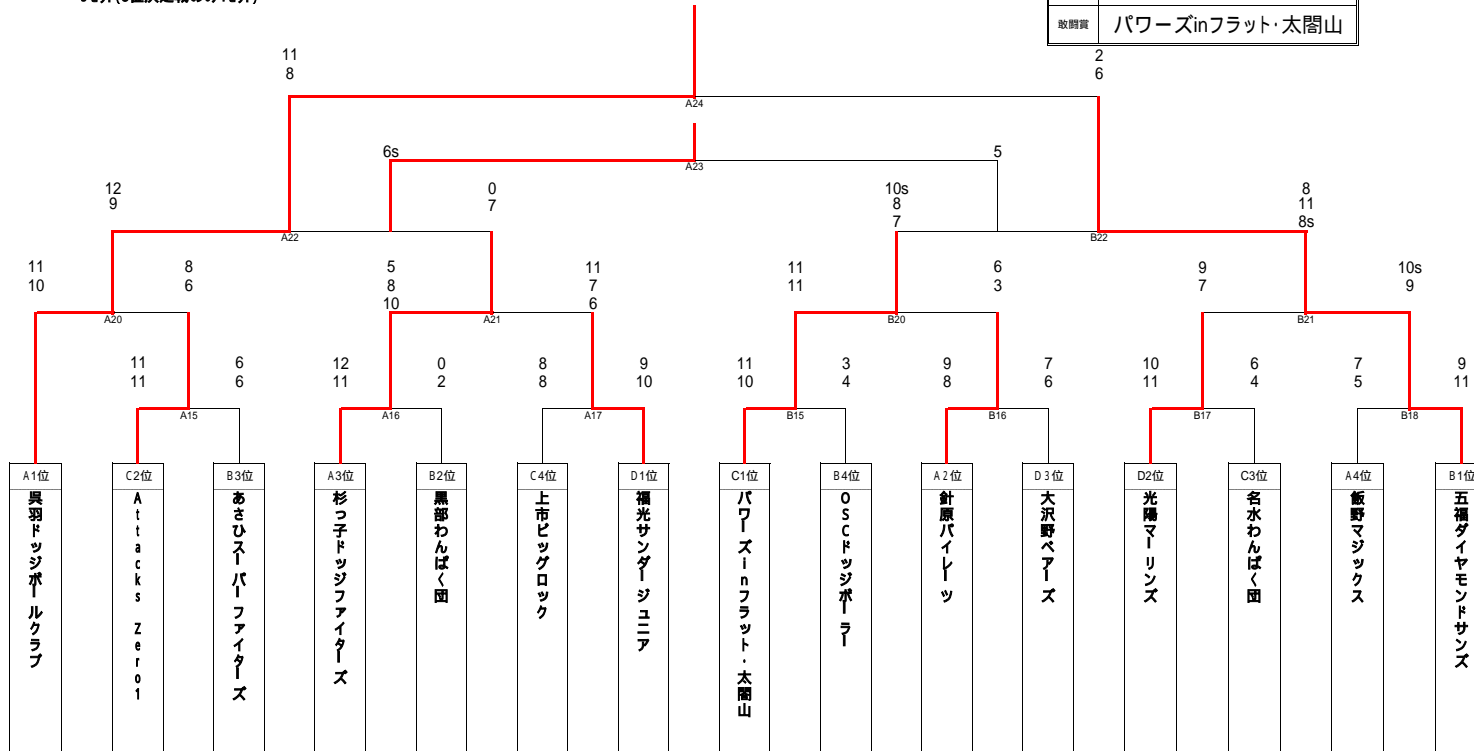 敢闘賞 パワーズinフラット・太閤山
11 2
8 6
A24
6s 5
A23
12 0 10s 8
9 7 8 11
7 8s
A22 B22
11 8 5 11 11 6 9 10s
10 6 8 7 11 3 7 9
10 6
A20 A21 B20 B21
11 6 12 0 8 9 11 3 9 7 10 6 7 9
11 6 11 2 8 10 10 4 8 6 11 4 5 11
A15 A16 A17 B15 B16 B17 B18
A1位 C2位 B3位 A3位 B2位 C4位 D1位 C1位 B4位 A2位 D3位 D2位 C3位 A4位 B1位
呉羽ドッジボールクラブ
Attacks Zero1
あさひスーパーファイターズ
杉っ子ドッジファイターズ
黒部わんぱく団
上市ビッグロック
福光サンダージュニア
パワーズinフラット・太閤山
OSCドッジボーラー
針原パイレーツ
大沢野ベアーズ
光陽マーリンズ
名水わんぱく団
飯野マジックス
五福ダイヤモンドサンズ